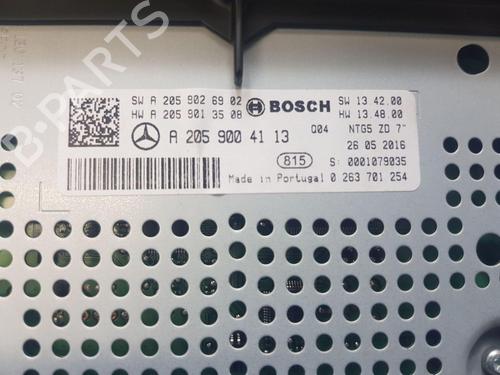 SW A 205 902 69 02
HW A 205 901 35 08
BOSCH
SW 13 42.00
HW 13.48.00
A 205 900 41 13
Q04
NTG5 ZD 7"
26 05 2016
815
S: 0001079035
Made in Portugal 0 263 701 254
B-PARTS